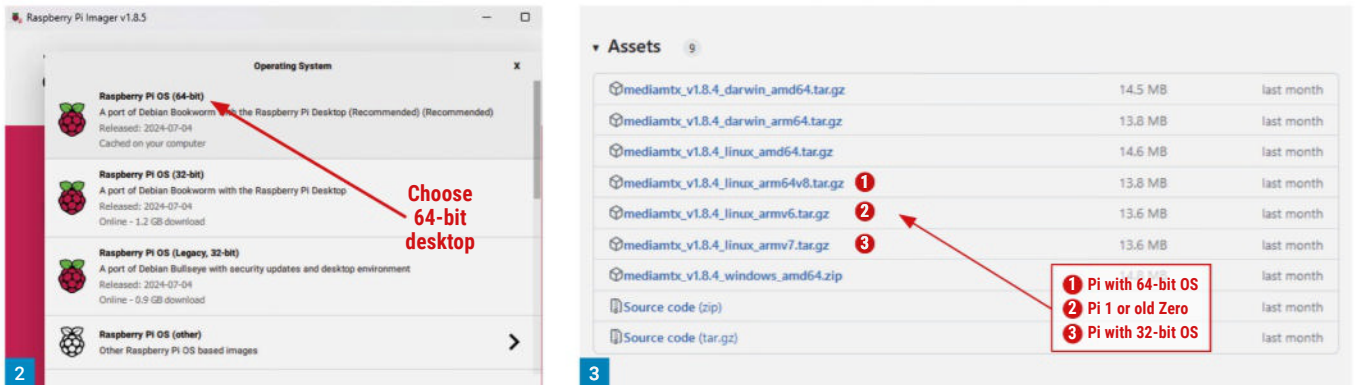 Raspberry Pi Imager v1.8.5
Operating System
X
Raspberry Pi OS (64-bit)
A port of Debian Bookworm with the Raspberry Pi Desktop (Recommended) (Recommended)
Released: 2024-07-04
Cached on your computer
Raspberry Pi OS (32-bit)
A port of Debian Bookworm with the Raspberry Pi Desktop
Released: 2024-07-04
Online - 1.2 GB download
Raspberry Pi OS (Legacy, 32-bit)
A port of Debian Bullseye with security updates and desktop environment
Released: 2024-07-04
Online - 0.9 GB download
Raspberry Pi OS (other)
Other Raspberry Pi OS based images
Choose
64-bit
desktop
2
Assets 9
mediamtx_v1.8.4_darwin_amd64.tar.gz 14.5 MB last month
mediamtx_v1.8.4_darwin_arm64.tar.gz 13.8 MB last month
mediamtx_v1.8.4_linux_amd64.tar.gz 14.6 MB last month
mediamtx_v1.8.4_linux_arm64v8.tar.gz 1 13.8 MB last month
mediamtx_v1.8.4_linux_armv6.tar.gz 2 13.6 MB last month
mediamtx_v1.8.4_linux_armv7.tar.gz 3 13.6 MB last month
mediamtx_v1.8.4_windows_amd64.zip last month
Source code (zip) last month
Source code (tar.gz) last month
1 Pi with 64-bit OS
2 Pi 1 or old Zero
3 Pi with 32-bit OS
3